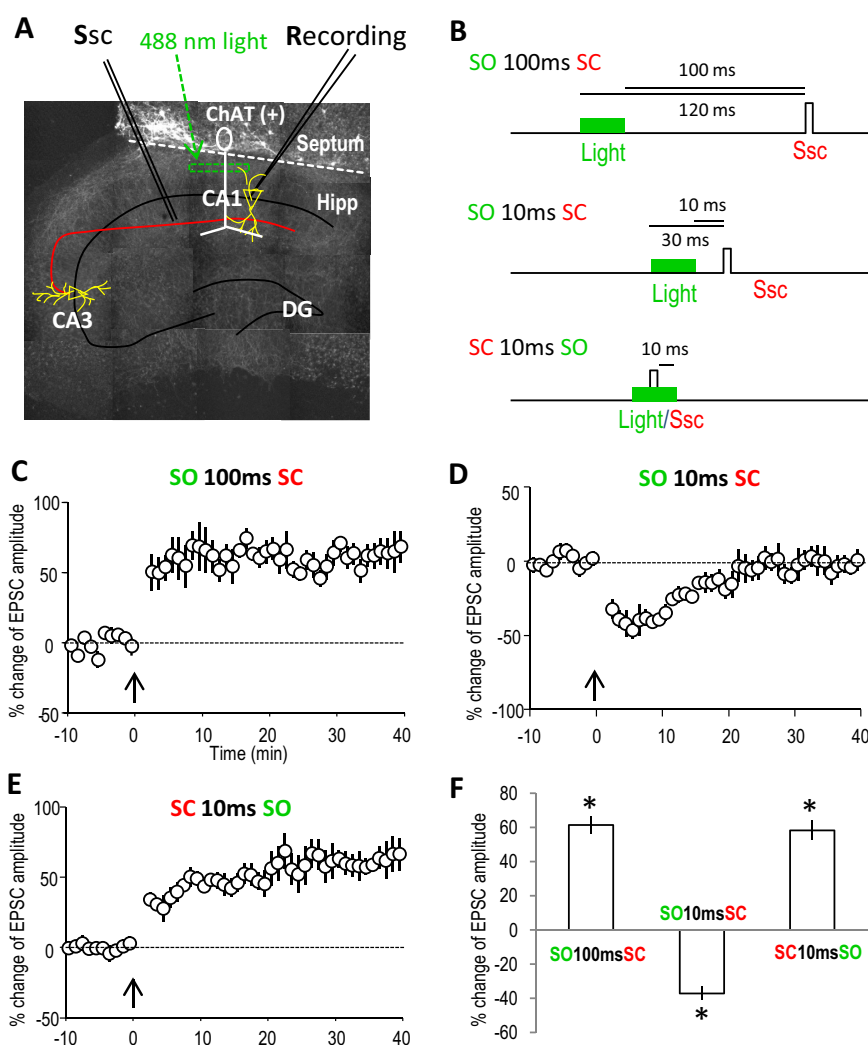 A
Ssc
488 nm light
Recording
ChAT (+)
Septum
CA1
Hipp
CA3
DG
B
SO 100ms SC
100 ms
120 ms
Light
Ssc
SO 10ms SC
10 ms
30 ms
Light
Ssc
SC 10ms SO
10 ms
Light/Ssc
C
SO 100ms SC
% change of EPSC amplitude
100
50
0
-50
-10 0 10 20 30 40
Time (min)
D
SO 10ms SC
% change of EPSC amplitude
50
0
-50
-100
-10 0 10 20 30 40
E
SC 10ms SO
% change of EPSC amplitude
100
50
0
-50
-10 0 10 20 30 40
F
% change of EPSC amplitude
80
60
40
20
0
-20
-40
-60
*
*
*
SO100msSC
SO10msSC
SC10msSO